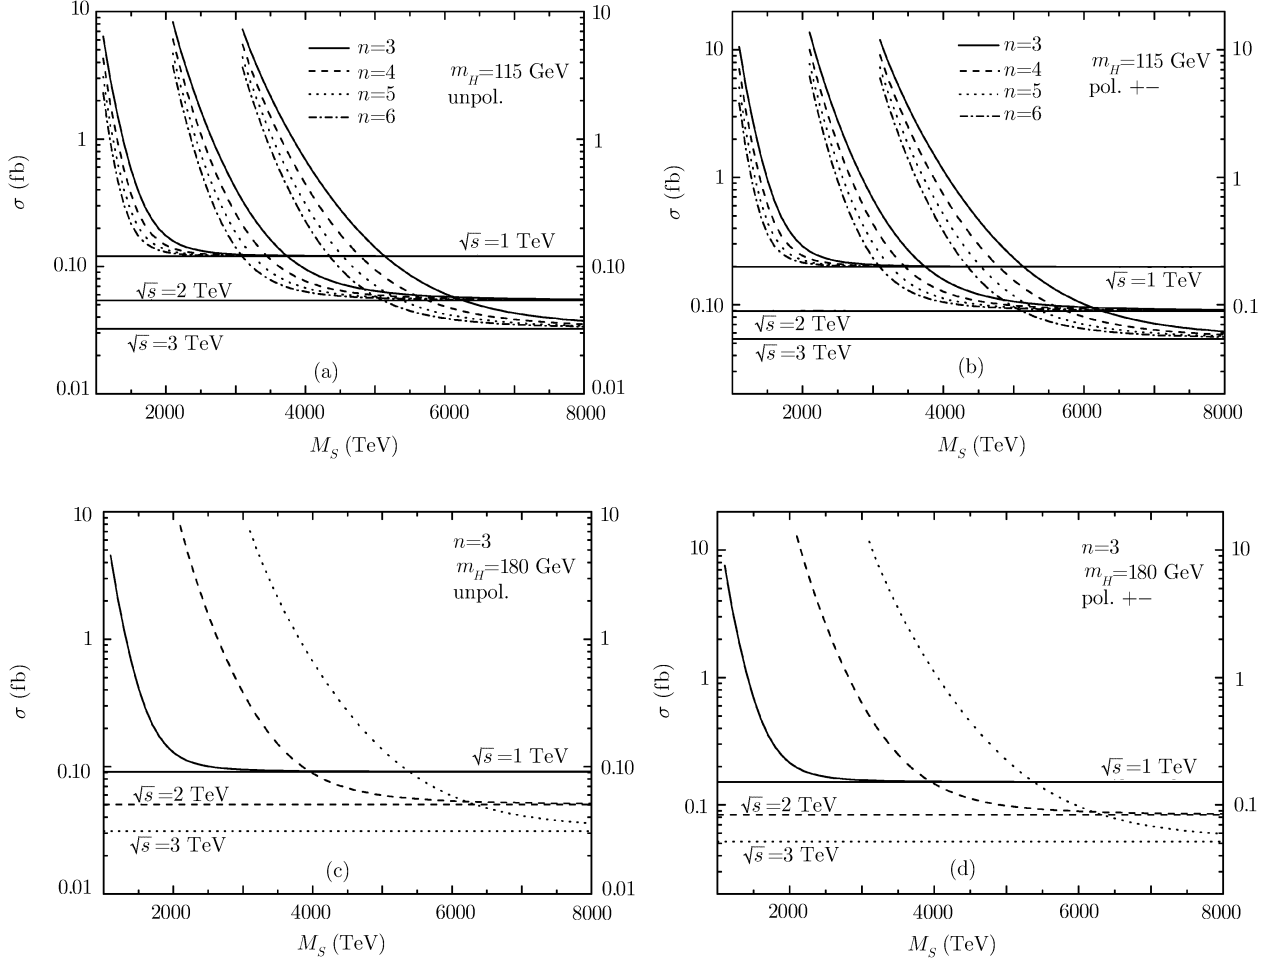 10
1
0.10
0.01
σ (fb)
n=3
n=4
n=5
n=6
m_H=115 GeV
unpol.
√s=1 TeV
√s=2 TeV
√s=3 TeV
(a)
10
1
0.10
0.01
2000 4000 6000 8000
M_S (TeV)
10
1
0.10
σ (fb)
n=3
n=4
n=5
n=6
m_H=115 GeV
pol. +−
√s=1 TeV
√s=2 TeV
√s=3 TeV
(b)
10
1
0.1
2000 4000 6000 8000
M_S (TeV)
10
1
0.10
0.01
σ (fb)
n=3
m_H=180 GeV
unpol.
√s=1 TeV
√s=2 TeV
√s=3 TeV
(c)
10
1
0.10
0.01
2000 4000 6000 8000
M_S (TeV)
10
1
0.1
σ (fb)
n=3
m_H=180 GeV
pol. +−
√s=1 TeV
√s=2 TeV
√s=3 TeV
(d)
10
1
0.1
2000 4000 6000 8000
M_S (TeV)